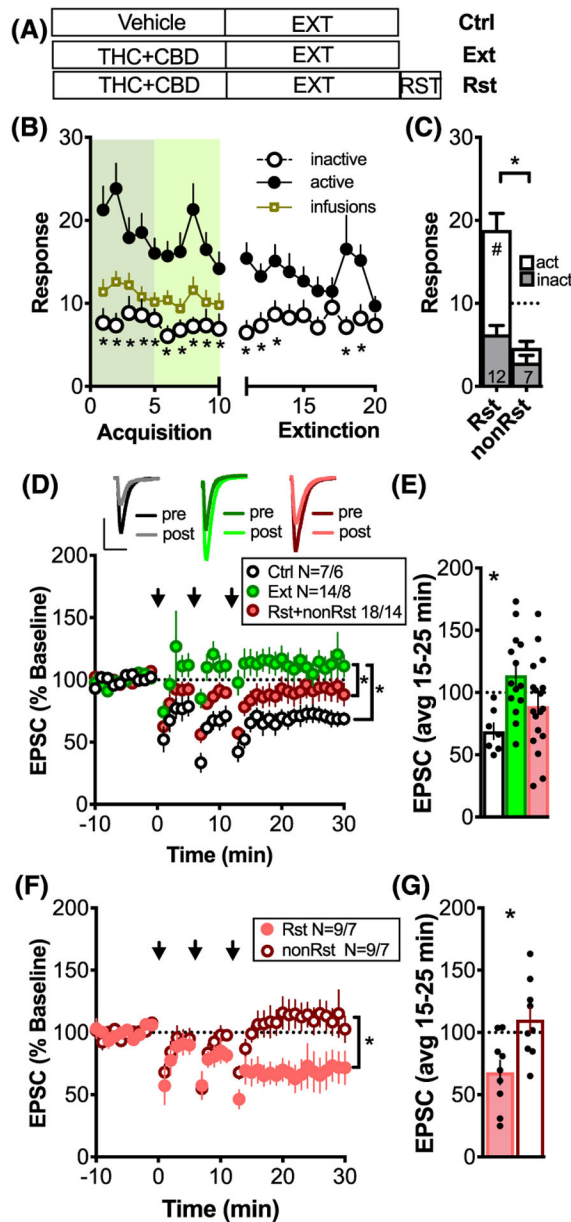 (A)
Vehicle EXT Ctrl
THC+CBD EXT Ext
THC+CBD EXT RST Rst
(B)
30
20
10
0
Response
inactive
active
infusions
* * * * * * * * * *
* * * * *
0 5 10
Acquisition
15 20
Extinction
(C)
30
20
10
0
Response
*
#
act
inact
12 7
Rst
nonRst
(D)
pre
post
pre
post
pre
post
200
150
100
50
0
EPSC (% Baseline)
Ctrl N=7/6
Ext N=14/8
Rst+nonRst 18/14
*
*
-10 0 10 20 30
Time (min)
(E)
200
150
100
50
0
EPSC (avg 15-25 min)
*
(F)
200
150
100
50
0
EPSC (% Baseline)
Rst N=9/7
nonRst N=9/7
*
-10 0 10 20 30
Time (min)
(G)
200
150
100
50
0
EPSC (avg 15-25 min)
*